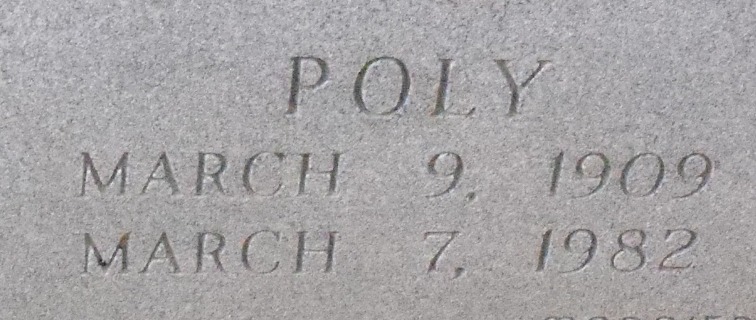 POLY
MARCH 9, 1909
MARCH 7, 1982